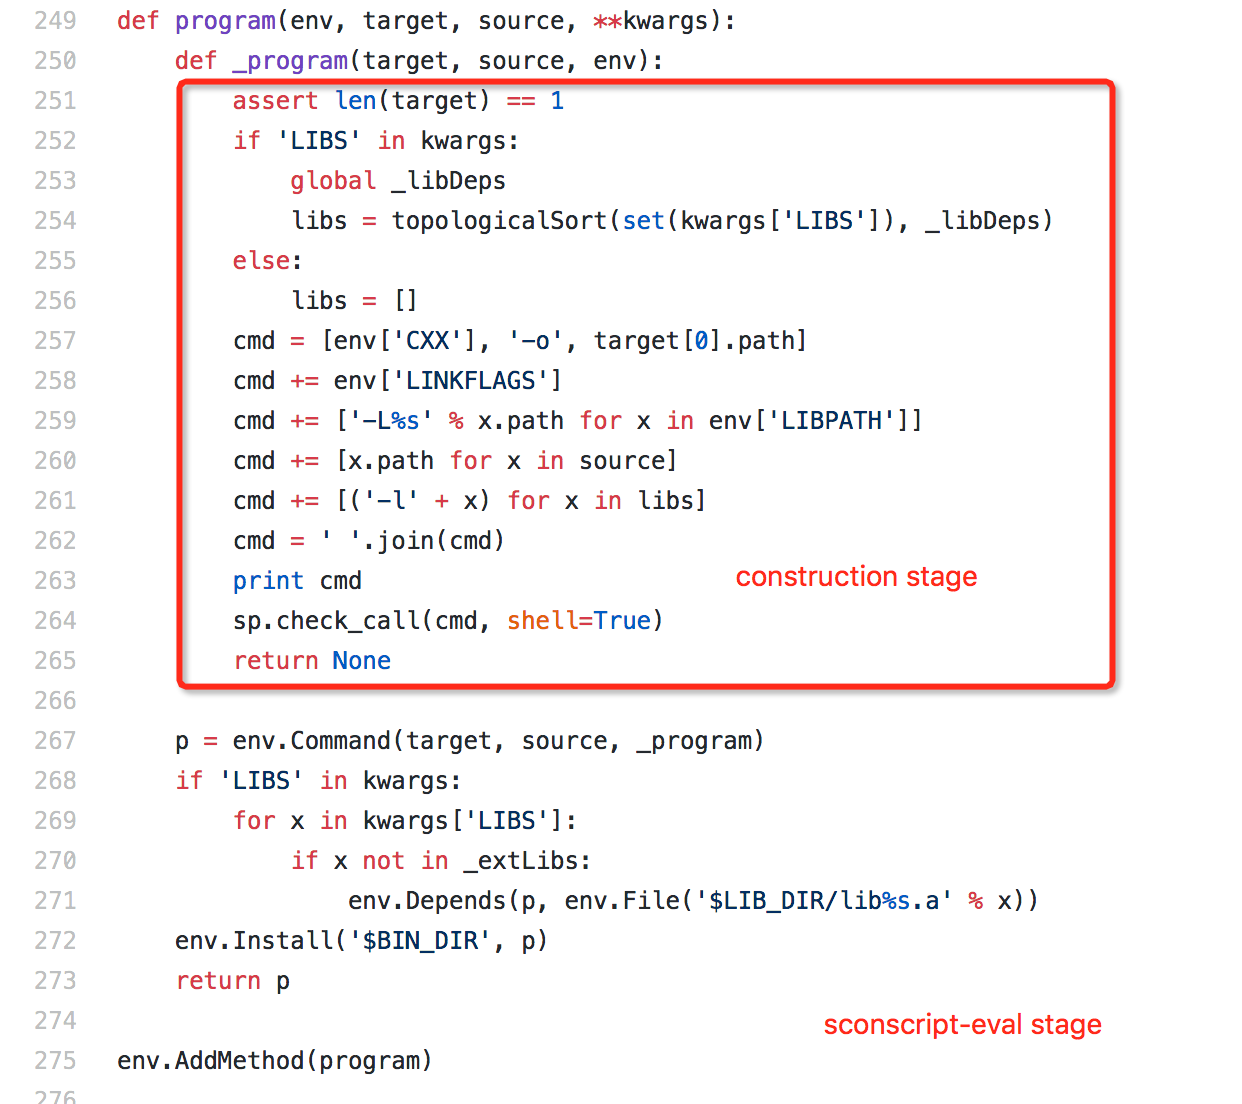 249 def program(env, target, source, **kwargs):
250     def _program(target, source, env):
251         assert len(target) == 1
252         if 'LIBS' in kwargs:
253             global _libDeps
254             libs = topologicalSort(set(kwargs['LIBS']), _libDeps)
255         else:
256             libs = []
257         cmd = [env['CXX'], '-o', target[0].path]
258         cmd += env['LINKFLAGS']
259         cmd += ['-L%s' % x.path for x in env['LIBPATH']]
260         cmd += [x.path for x in source]
261         cmd += [('-l' + x) for x in libs]
262         cmd = ' '.join(cmd)
263         print cmd
construction stage
264         sp.check_call(cmd, shell=True)
265         return None
266
267     p = env.Command(target, source, _program)
268     if 'LIBS' in kwargs:
269         for x in kwargs['LIBS']:
270             if x not in _extLibs:
271                 env.Depends(p, env.File('$LIB_DIR/lib%s.a' % x))
272     env.Install('$BIN_DIR', p)
273     return p
274
sconscript-eval stage
275 env.AddMethod(program)
276